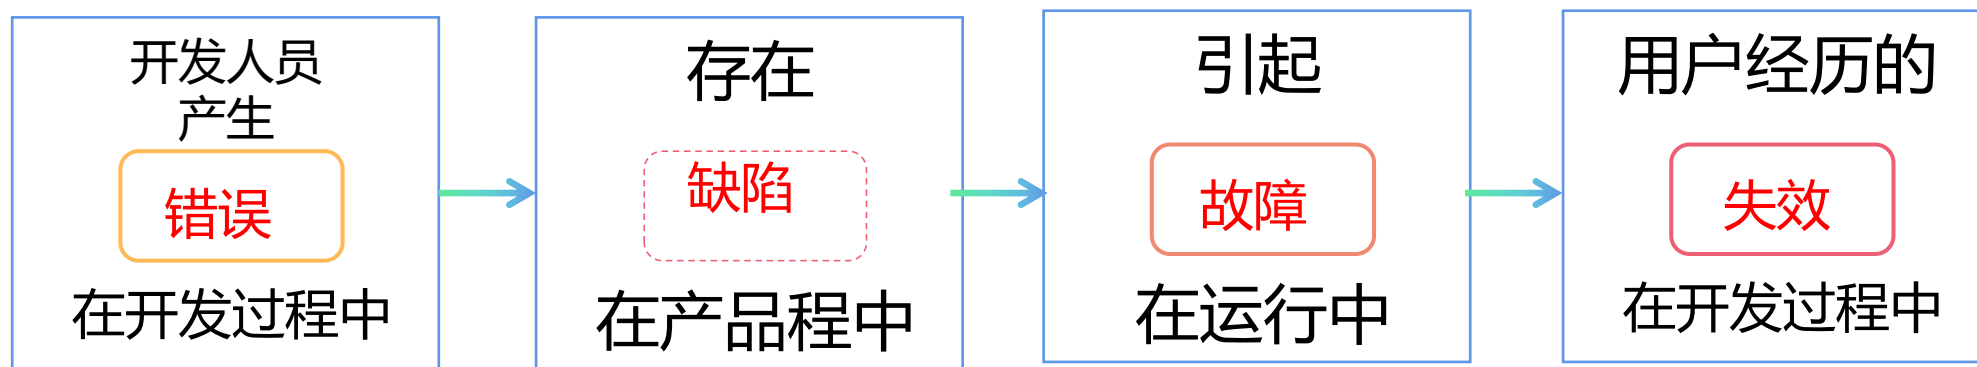 开发人员
产生
错误
在开发过程中
存在
缺陷
在产品程中
引起
故障
在运行中
用户经历的
失效
在开发过程中